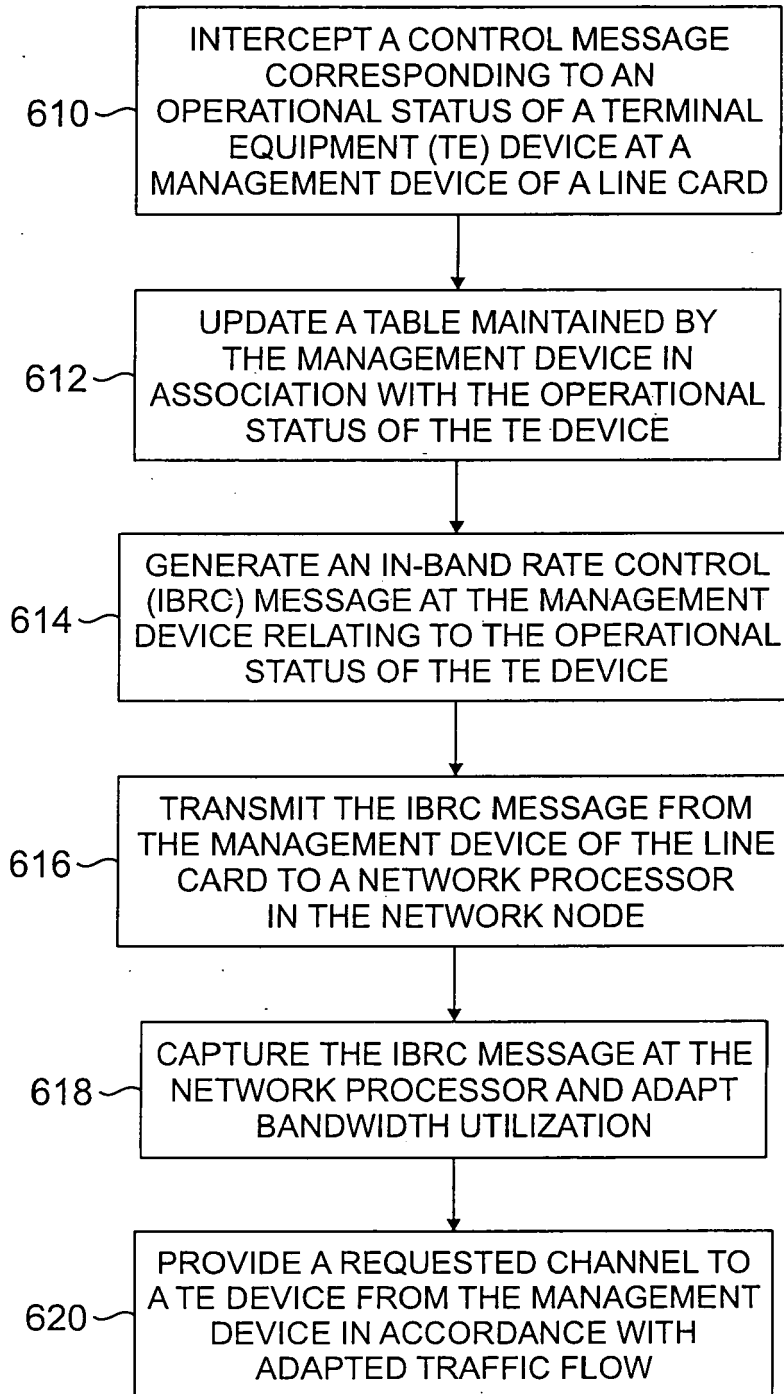 INTERCEPT A CONTROL MESSAGE
CORRESPONDING TO AN
OPERATIONAL STATUS OF A TERMINAL
EQUIPMENT (TE) DEVICE AT A
MANAGEMENT DEVICE OF A LINE CARD
610
UPDATE A TABLE MAINTAINED BY
THE MANAGEMENT DEVICE IN
ASSOCIATION WITH THE OPERATIONAL
STATUS OF THE TE DEVICE
612
GENERATE AN IN-BAND RATE CONTROL
(IBRC) MESSAGE AT THE MANAGEMENT
DEVICE RELATING TO THE OPERATIONAL
STATUS OF THE TE DEVICE
614
TRANSMIT THE IBRC MESSAGE FROM
THE MANAGEMENT DEVICE OF THE LINE
CARD TO A NETWORK PROCESSOR
IN THE NETWORK NODE
616
CAPTURE THE IBRC MESSAGE AT THE
NETWORK PROCESSOR AND ADAPT
BANDWIDTH UTILIZATION
618
PROVIDE A REQUESTED CHANNEL TO
A TE DEVICE FROM THE MANAGEMENT
DEVICE IN ACCORDANCE WITH
ADAPTED TRAFFIC FLOW
620